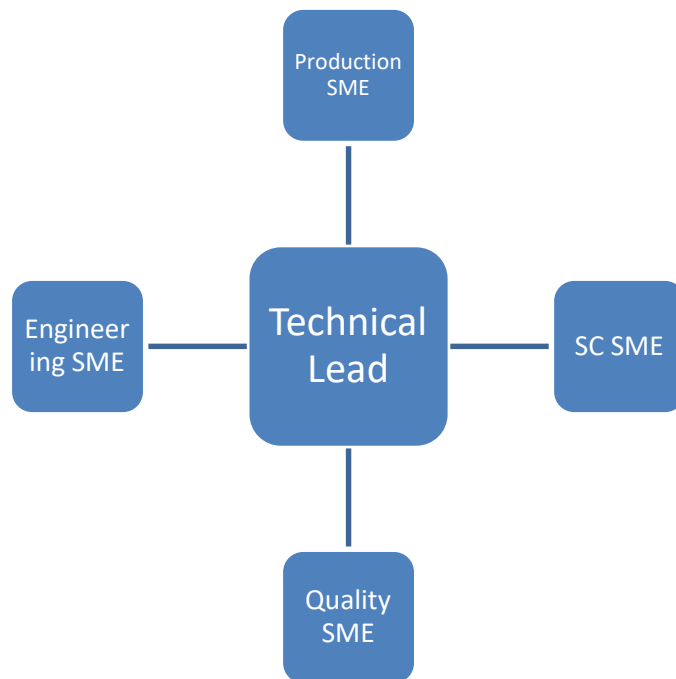 Production
SME
Technical
Lead
Engineer
ing SME
SC SME
Quality
SME